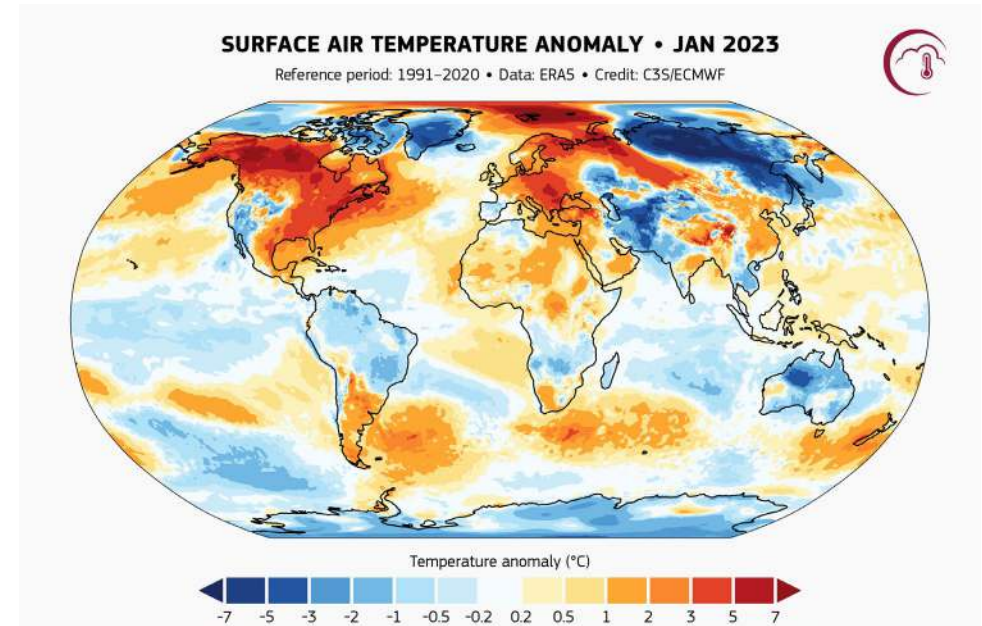 SURFACE AIR TEMPERATURE ANOMALY • JAN 2023
Reference period: 1991–2020 • Data: ERA5 • Credit: C3S/ECMWF
Temperature anomaly (°C)
-7 -5 -3 -2 -1 -0.5 -0.2 0.2 0.5 1 2 3 5 7